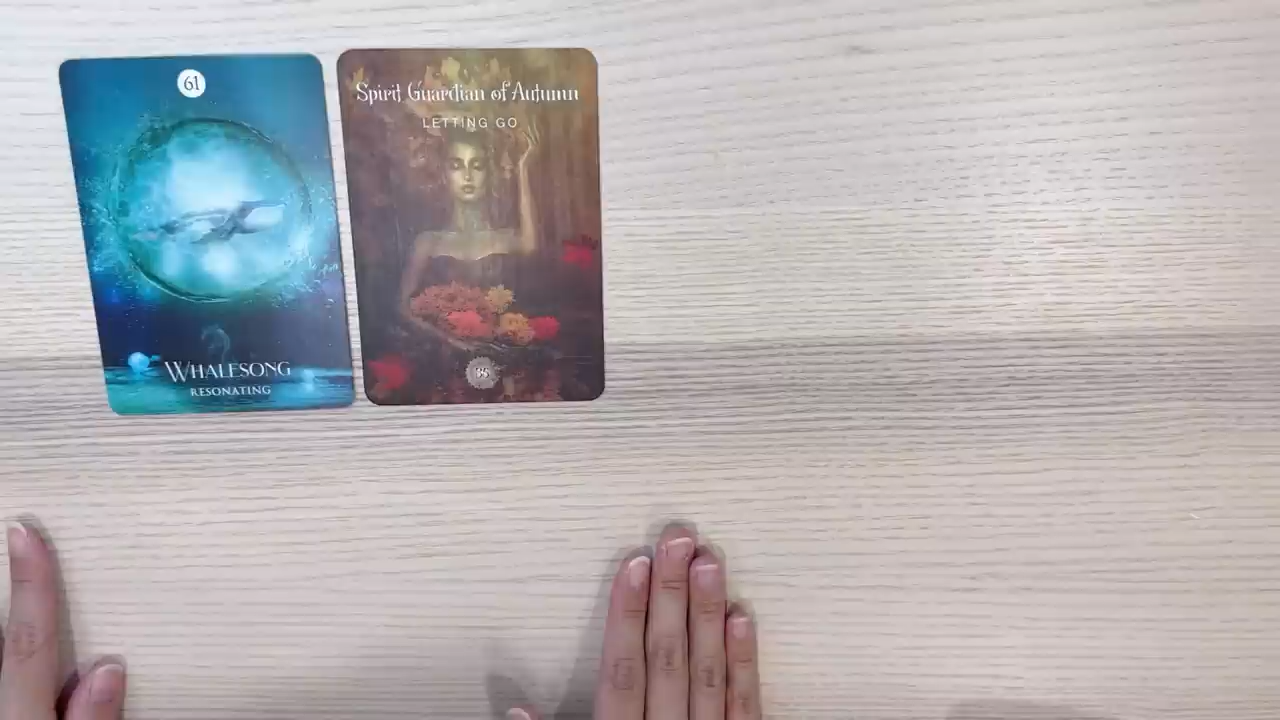 61
WHALESONG
RESONATING
Spirit Guardian of Autumn
LETTING GO